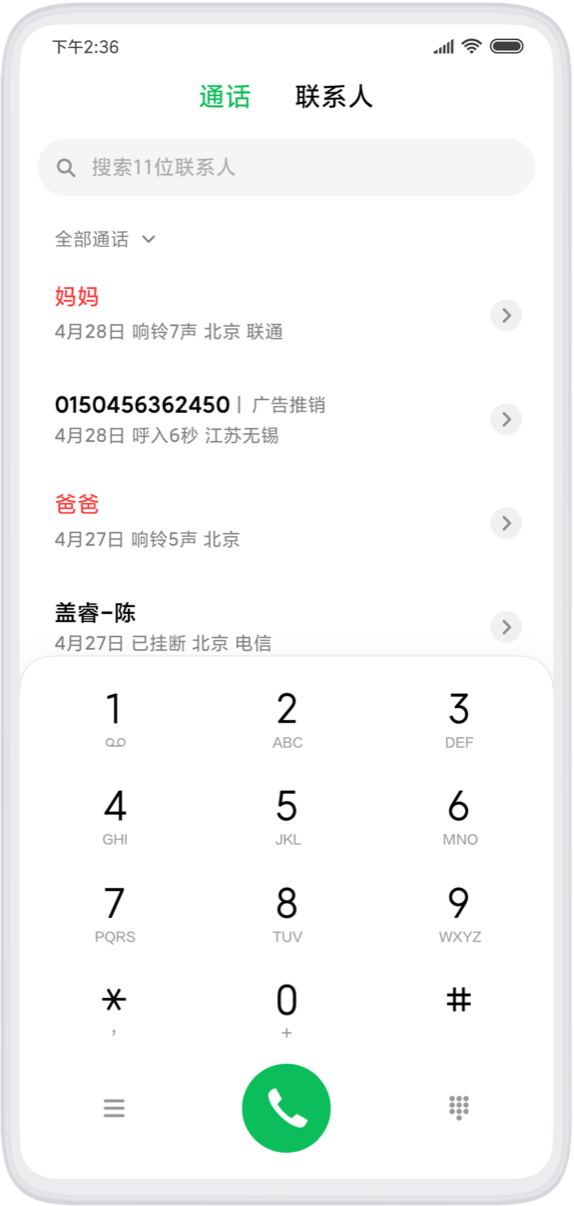 下午2:36
通话 联系人
搜索11位联系人
全部通话
妈妈
4月28日 响铃7声 北京 联通
0150456362450 | 广告推销
4月28日 呼入6秒 江苏无锡
爸爸
4月27日 响铃5声 北京
盖睿-陈
4月27日 已挂断 北京 电信
1 2 3
ABC DEF
4 5 6
GHI JKL MNO
7 8 9
PQRS TUV WXYZ
* 0 #
, +